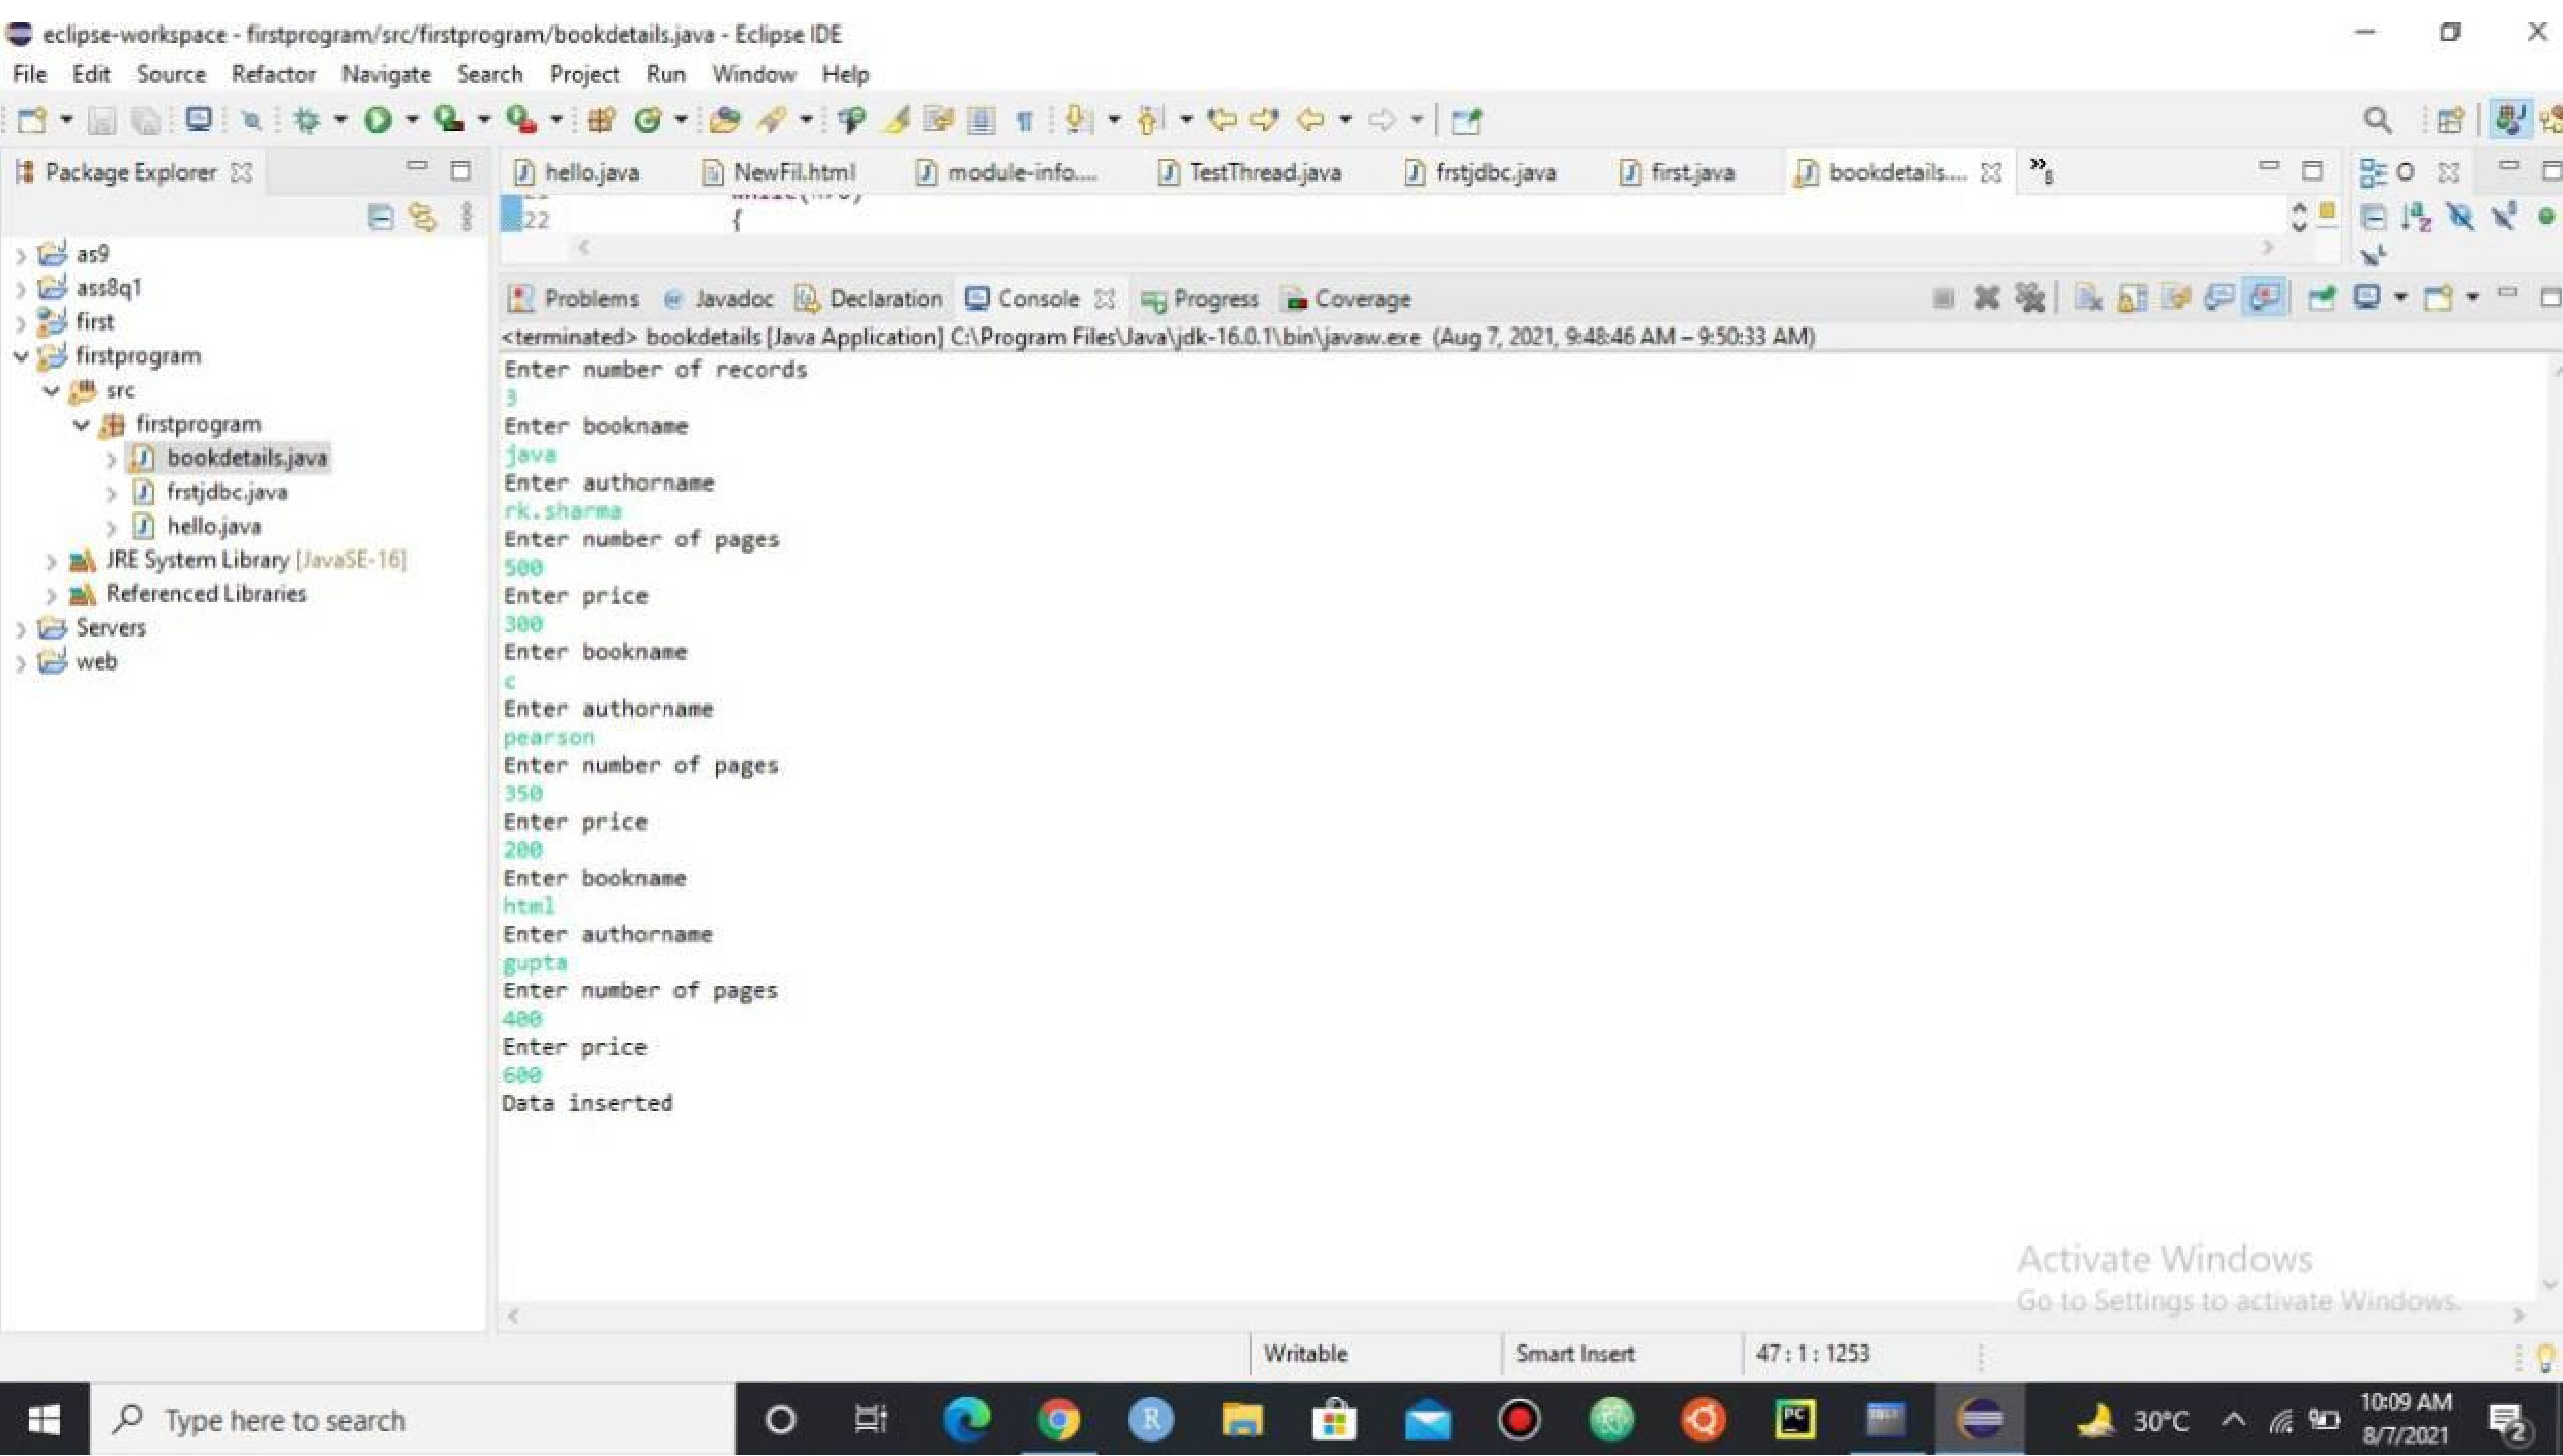 eclipse-workspace - firstprogram/src/firstprogram/bookdetails.java - Eclipse IDE
File Edit Source Refactor Navigate Search Project Run Window Help
Package Explorer
hello.java NewFil.html module-info.... TestThread.java frstjdbc.java first.java bookdetails.... »8
O
22 {
as9
ass8q1
first
firstprogram
src
firstprogram
bookdetails.java
frstjdbc.java
hello.java
JRE System Library [JavaSE-16]
Referenced Libraries
Servers
web
Problems Javadoc Declaration Console Progress Coverage
<terminated> bookdetails [Java Application] C:\Program Files\Java\jdk-16.0.1\bin\javaw.exe (Aug 7, 2021, 9:48:46 AM – 9:50:33 AM)
Enter number of records
3
Enter bookname
java
Enter authorname
rk.sharma
Enter number of pages
500
Enter price
300
Enter bookname
c
Enter authorname
pearson
Enter number of pages
350
Enter price
200
Enter bookname
html
Enter authorname
gupta
Enter number of pages
400
Enter price
600
Data inserted
Activate Windows
Go to Settings to activate Windows.
Writable Smart Insert 47 : 1 : 1253
Type here to search
R
PC
30°C
10:09 AM
8/7/2021
2